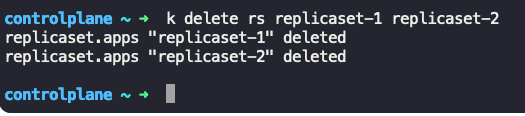 controlplane ~ ➜  k delete rs replicaset-1 replicaset-2
replicaset.apps "replicaset-1" deleted
replicaset.apps "replicaset-2" deleted
controlplane ~ ➜